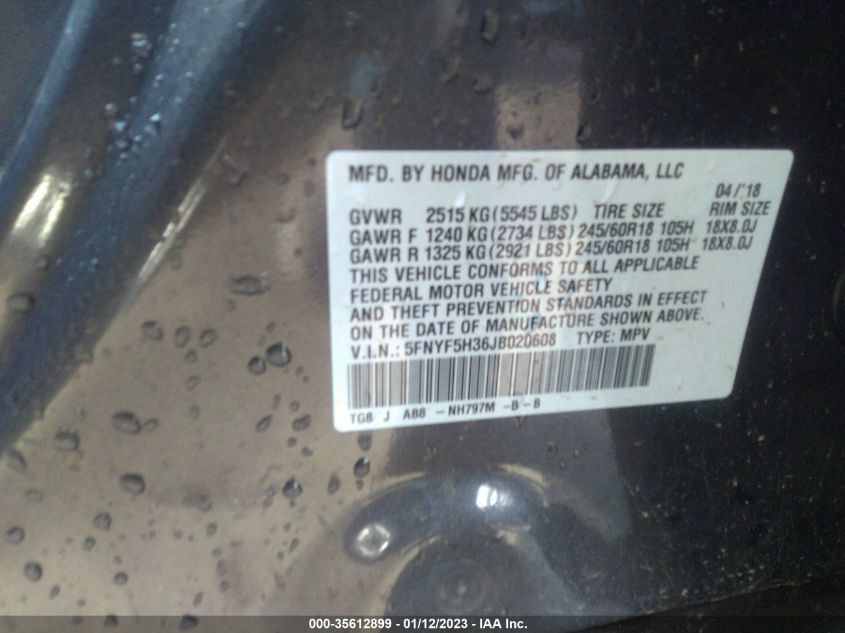 MFD. BY HONDA MFG. OF ALABAMA, LLC
04/'18
GVWR 2515 KG (5545 LBS) TIRE SIZE RIM SIZE
GAWR F 1240 KG (2734 LBS) 245/60R18 105H 18X8.0J
GAWR R 1325 KG (2921 LBS) 245/60R18 105H 18X8.0J
THIS VEHICLE CONFORMS TO ALL APPLICABLE
FEDERAL MOTOR VEHICLE SAFETY
AND THEFT PREVENTION STANDARDS IN EFFECT
ON THE DATE OF MANUFACTURE SHOWN ABOVE.
V.I.N.: 5FNYF5H36JB020608 TYPE: MPV
TG8 J AB8 -NH797M -B-B
000-35612899 - 01/12/2023 - IAA Inc.